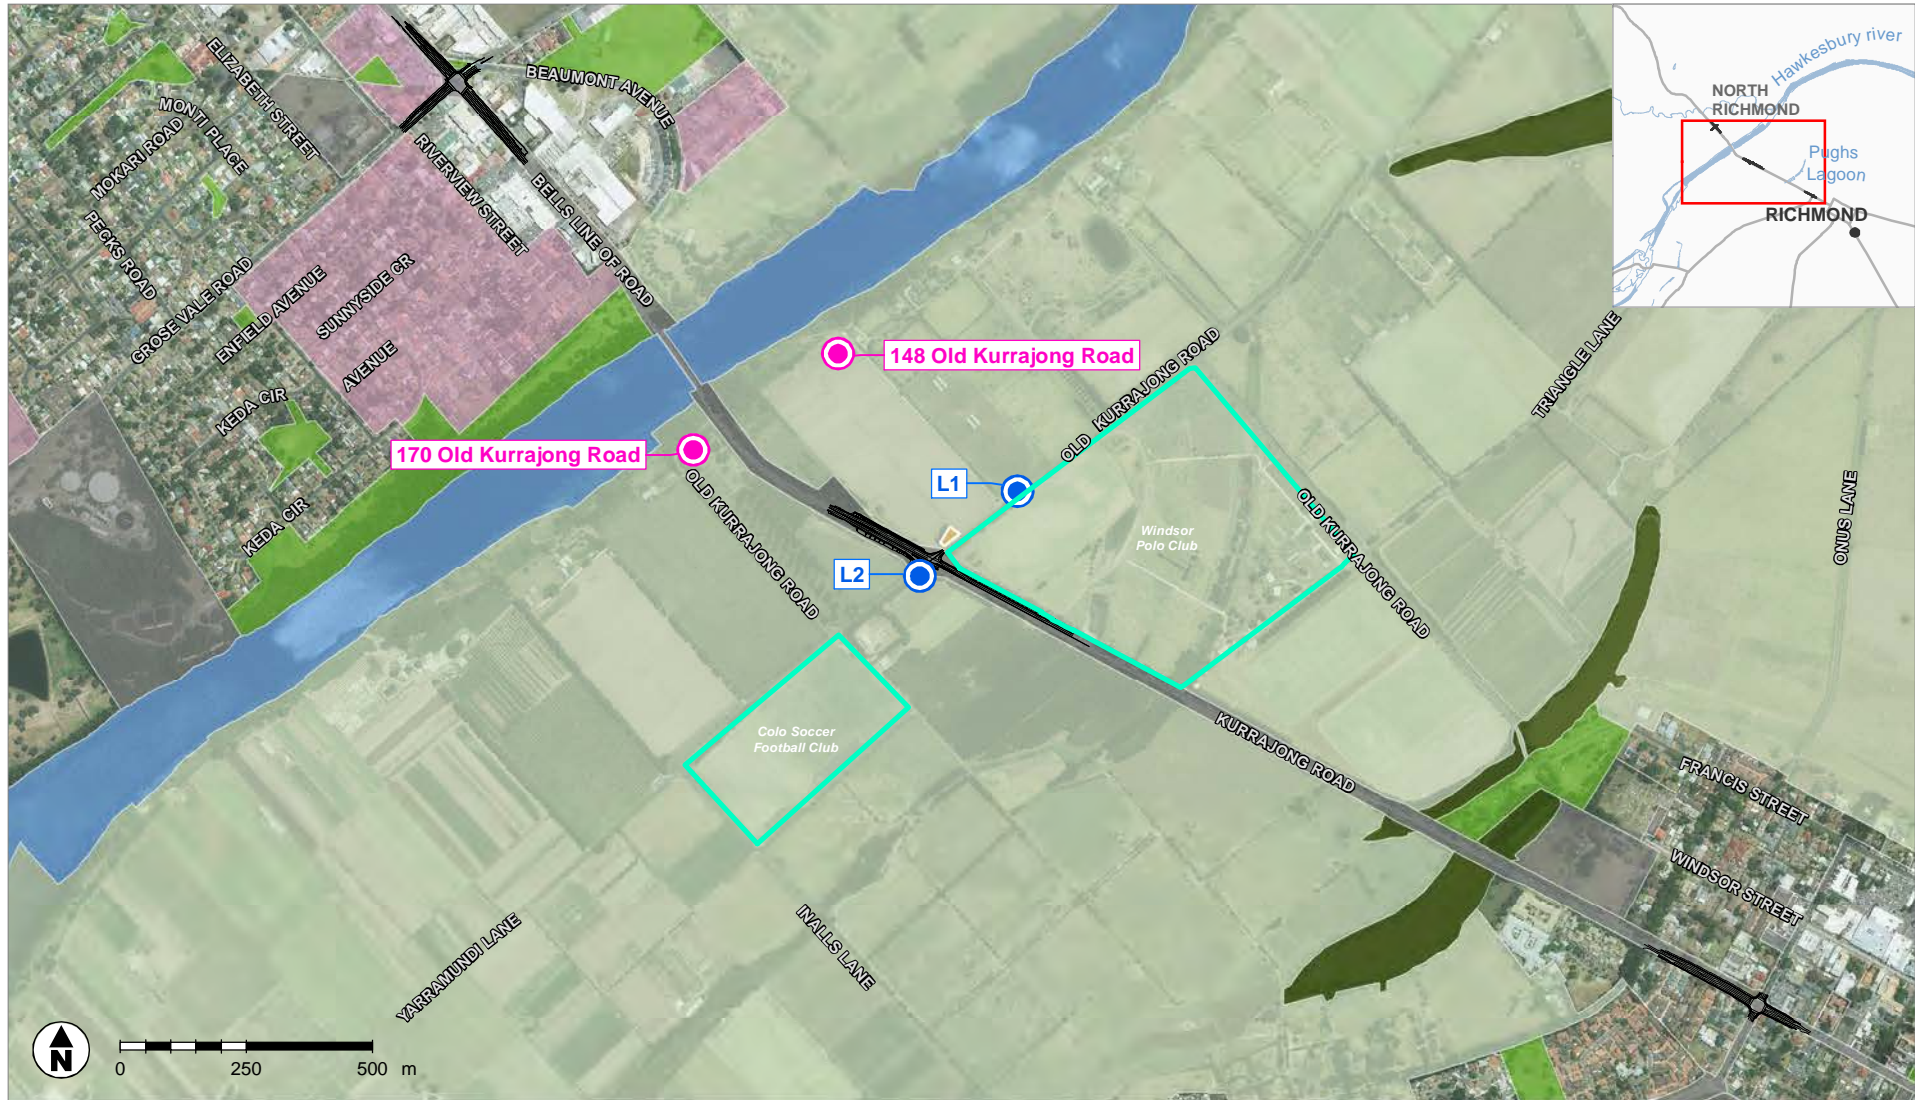 ELIZABETH STREET
MONTI PLACE
MOKARI ROAD
PECKS ROAD
GROSE VALE ROAD
ENFIELD AVENUE
SUNNYSIDE CR
AVENUE
KEDA CIR
KEDA CIR
RIVERVIEW STREET
BEAUMONT AVENUE
BELLS LINE OF ROAD
148 Old Kurrajong Road
170 Old Kurrajong Road
OLD KURRAJONG ROAD
L1
L2
OLD KURRAJONG ROAD
OLD KURRAJONG ROAD
Windsor
Polo Club
Colo Soccer
Football Club
KURRAJONG ROAD
TRIANGLE LANE
ONUS LANE
FRANCIS STREET
WINDSOR STREET
YARRAMUNDI LANE
INALLS LANE
Hawkesbury river
NORTH
RICHMOND
Pughs
Lagoon
RICHMOND
N
0 250 500 m